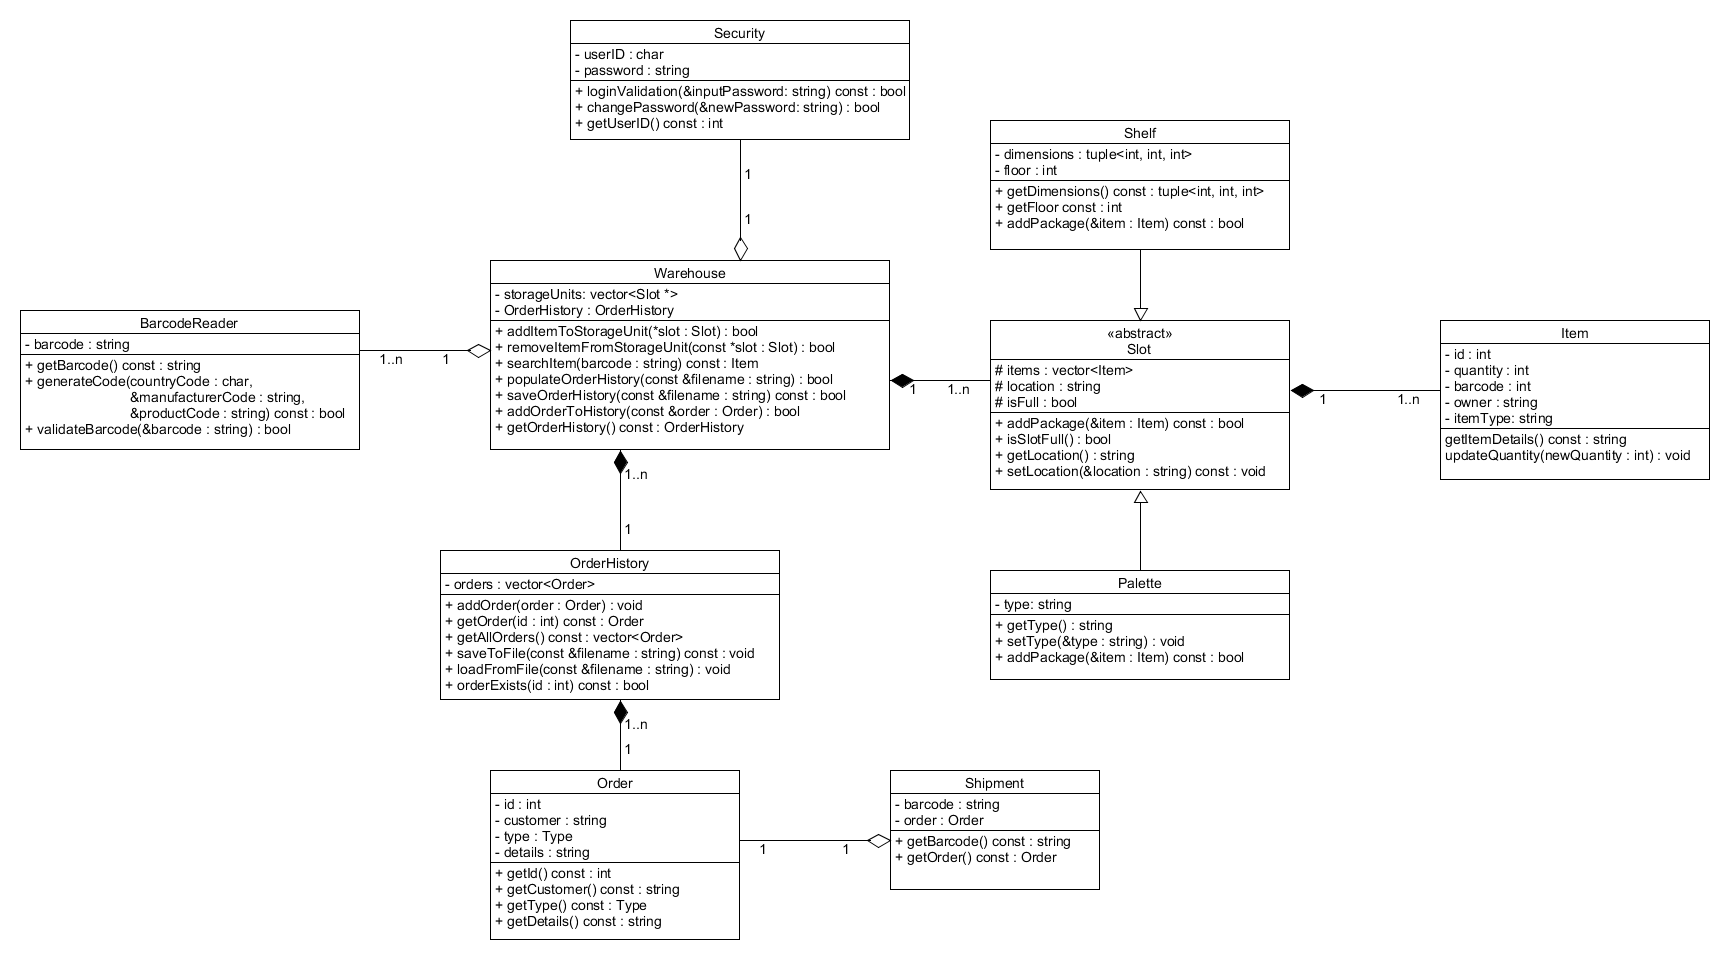 Security
- userID : char
- password : string
+ loginValidation(&inputPassword: string) const : bool
+ changePassword(&newPassword: string) : bool
+ getUserID() const : int
1
1
Shelf
- dimensions : tuple<int, int, int>
- floor : int
+ getDimensions() const : tuple<int, int, int>
+ getFloor const : int
+ addPackage(&item : Item) const : bool
Warehouse
- storageUnits: vector<Slot *>
- OrderHistory : OrderHistory
+ addItemToStorageUnit(*slot : Slot) : bool
+ removeItemFromStorageUnit(const *slot : Slot) : bool
+ searchItem(barcode : string) const : Item
+ populateOrderHistory(const &filename : string) : bool
+ saveOrderHistory(const &filename : string) const : bool
+ addOrderToHistory(const &order : Order) : bool
+ getOrderHistory() const : OrderHistory
BarcodeReader
- barcode : string
+ getBarcode() const : string
+ generateCode(countryCode : char,
&manufacturerCode : string,
&productCode : string) const : bool
+ validateBarcode(&barcode : string) : bool
1..n
1
1
1..n
«abstract»
Slot
# items : vector<Item>
# location : string
# isFull : bool
+ addPackage(&item : Item) const : bool
+ isSlotFull() : bool
+ getLocation() : string
+ setLocation(&location : string) const : void
1
1..n
Item
- id : int
- quantity : int
- barcode : int
- owner : string
- itemType: string
getItemDetails() const : string
updateQuantity(newQuantity : int) : void
1..n
1
OrderHistory
- orders : vector<Order>
+ addOrder(order : Order) : void
+ getOrder(id : int) const : Order
+ getAllOrders() const : vector<Order>
+ saveToFile(const &filename : string) const : void
+ loadFromFile(const &filename : string) : void
+ orderExists(id : int) const : bool
Palette
- type: string
+ getType() : string
+ setType(&type : string) : void
+ addPackage(&item : Item) const : bool
1..n
1
Order
- id : int
- customer : string
- type : Type
- details : string
+ getId() const : int
+ getCustomer() const : string
+ getType() const : Type
+ getDetails() const : string
1
1
Shipment
- barcode : string
- order : Order
+ getBarcode() const : string
+ getOrder() const : Order